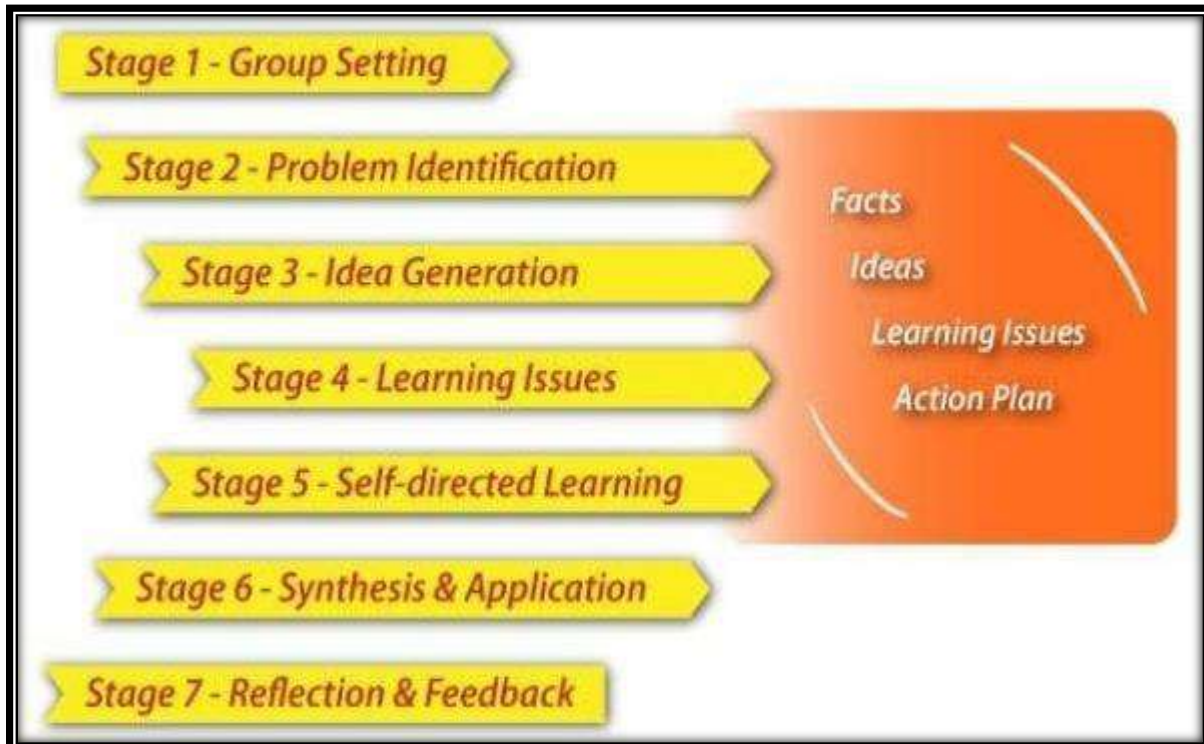 Stage 1 - Group Setting
Stage 2 - Problem Identification
Stage 3 - Idea Generation
Stage 4 - Learning Issues
Stage 5 - Self-directed Learning
Stage 6 - Synthesis & Application
Stage 7 - Reflection & Feedback
Facts
Ideas
Learning Issues
Action Plan